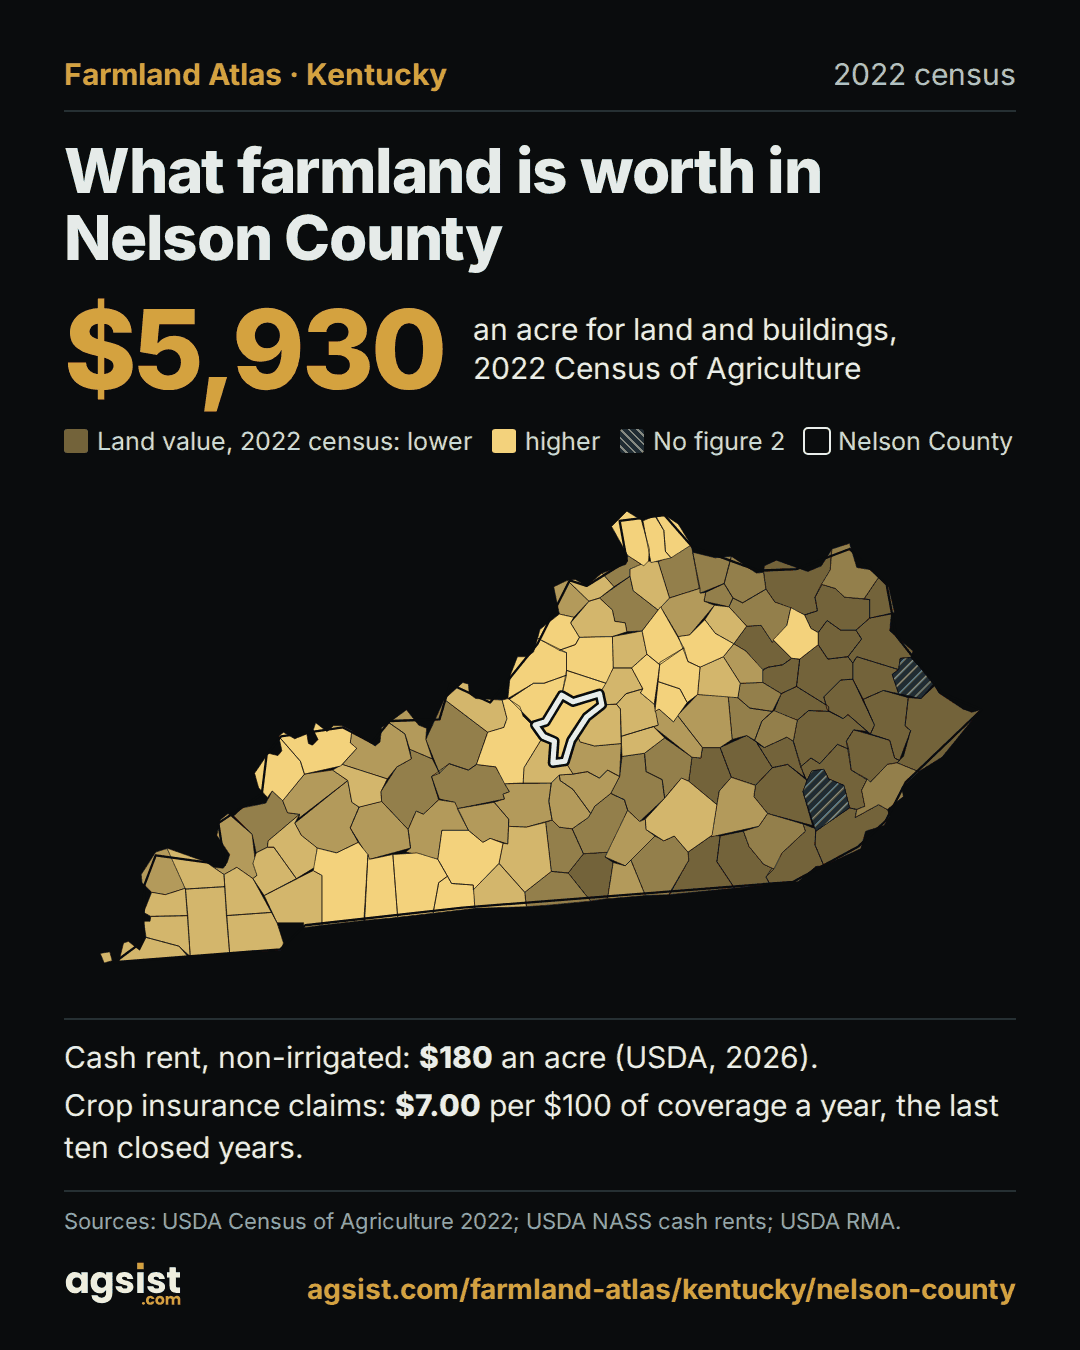 Farmland Atlas · Kentucky
2022 census
What farmland is worth in
Nelson County
$5,930
an acre for land and buildings,
2022 Census of Agriculture
Land value, 2022 census: lower
higher
No figure 2
Nelson County
Cash rent, non-irrigated: $180 an acre (USDA, 2026).
Crop insurance claims: $7.00 per $100 of coverage a year, the last
ten closed years.
Sources: USDA Census of Agriculture 2022; USDA NASS cash rents; USDA RMA.
agsist
.com
agsist.com/farmland-atlas/kentucky/nelson-county